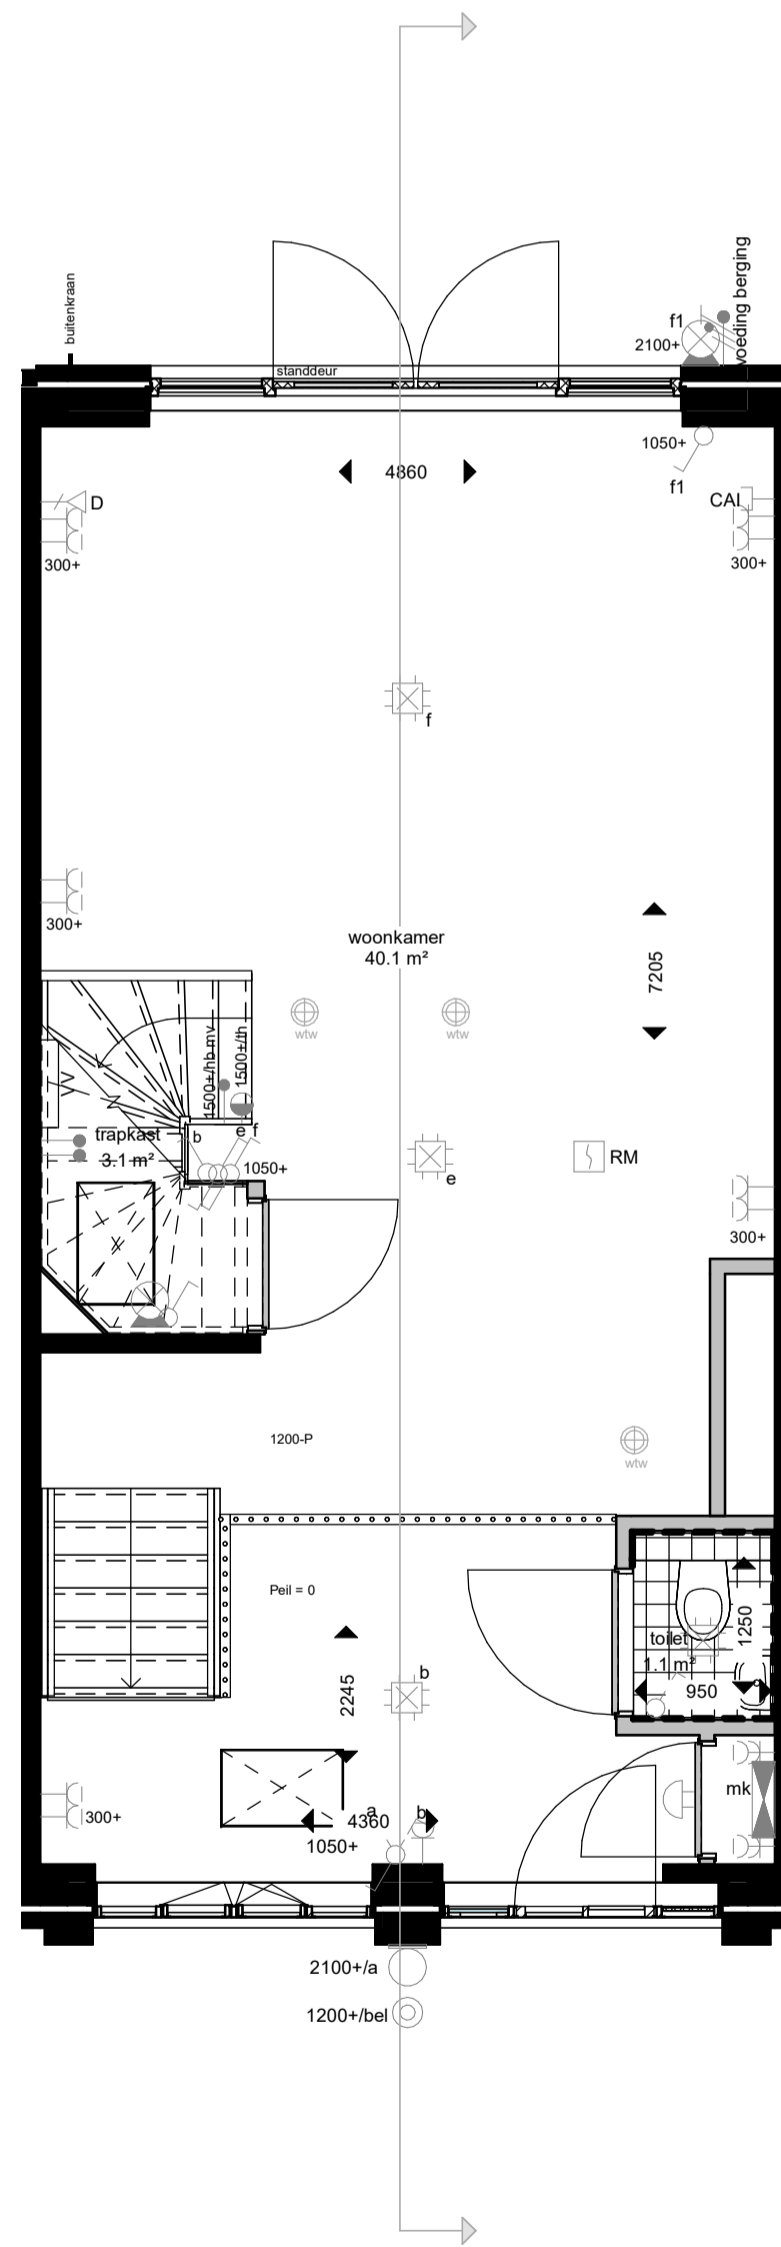 buitenkraan
voeding berging
f1
2100+
standdeur
1050+
f1
4860
D
300+
CAI
300+
f
300+
woonkamer
40.1 m²
7205
wtw
wtw
1500+/hb mv
1500+/th
trapkast
3.1 m²
b
e f
1050+
e
RM
300+
1200-P
wtw
Peil = 0
1250
toilet
1.1 m²
950
2245
b
mk
300+
a
b
4360
1050+
2100+/a
1200+/bel